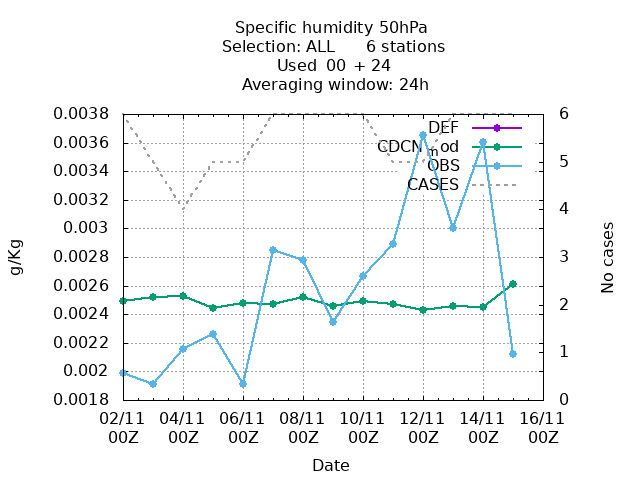 Specific humidity 50hPa
Selection: ALL 6 stations
Used 00 + 24
Averaging window: 24h
0.0038 6
DEF
0.0036
CDCN_mod
0.0034 5
OBS
CASES
0.0032 4
0.003
0.0028 3
0.0026
0.0024 2
0.0022 1
0.002
0.0018 0
g/Kg
No cases
02/11 04/11 06/11 08/11 10/11 12/11 14/11 16/11
00Z 00Z 00Z 00Z 00Z 00Z 00Z 00Z
Date